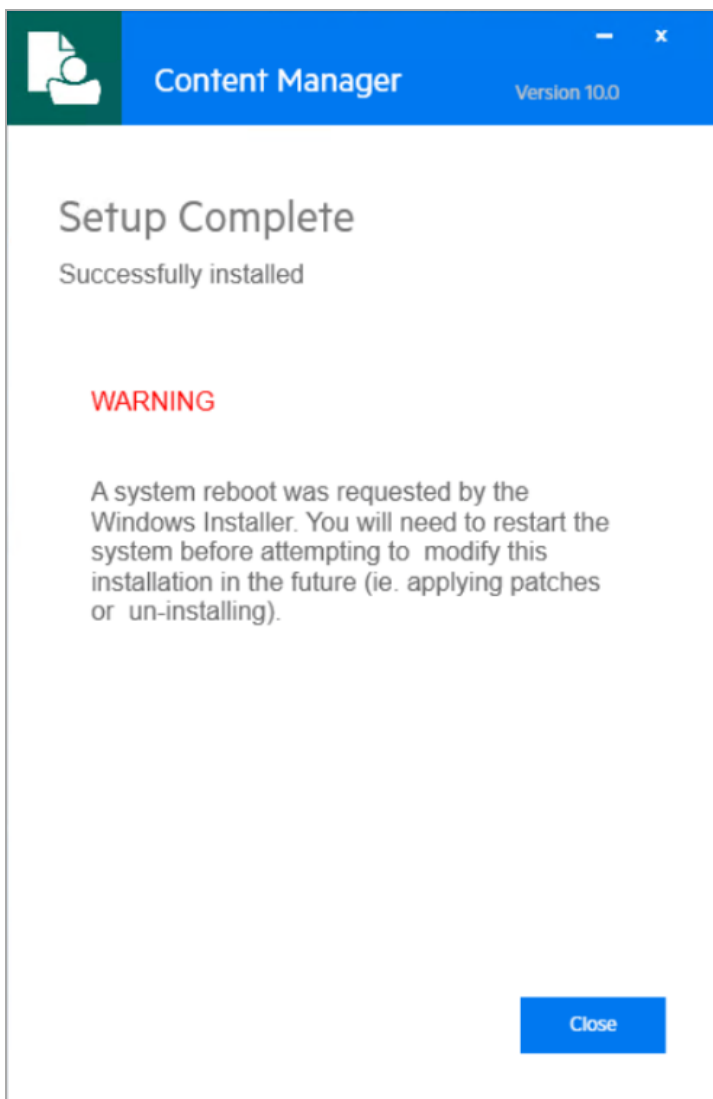 Content Manager
Version 10.0
Setup Complete
Successfully installed
WARNING
A system reboot was requested by the
Windows Installer. You will need to restart the
system before attempting to  modify this
installation in the future (ie. applying patches
or  un-installing).
Close